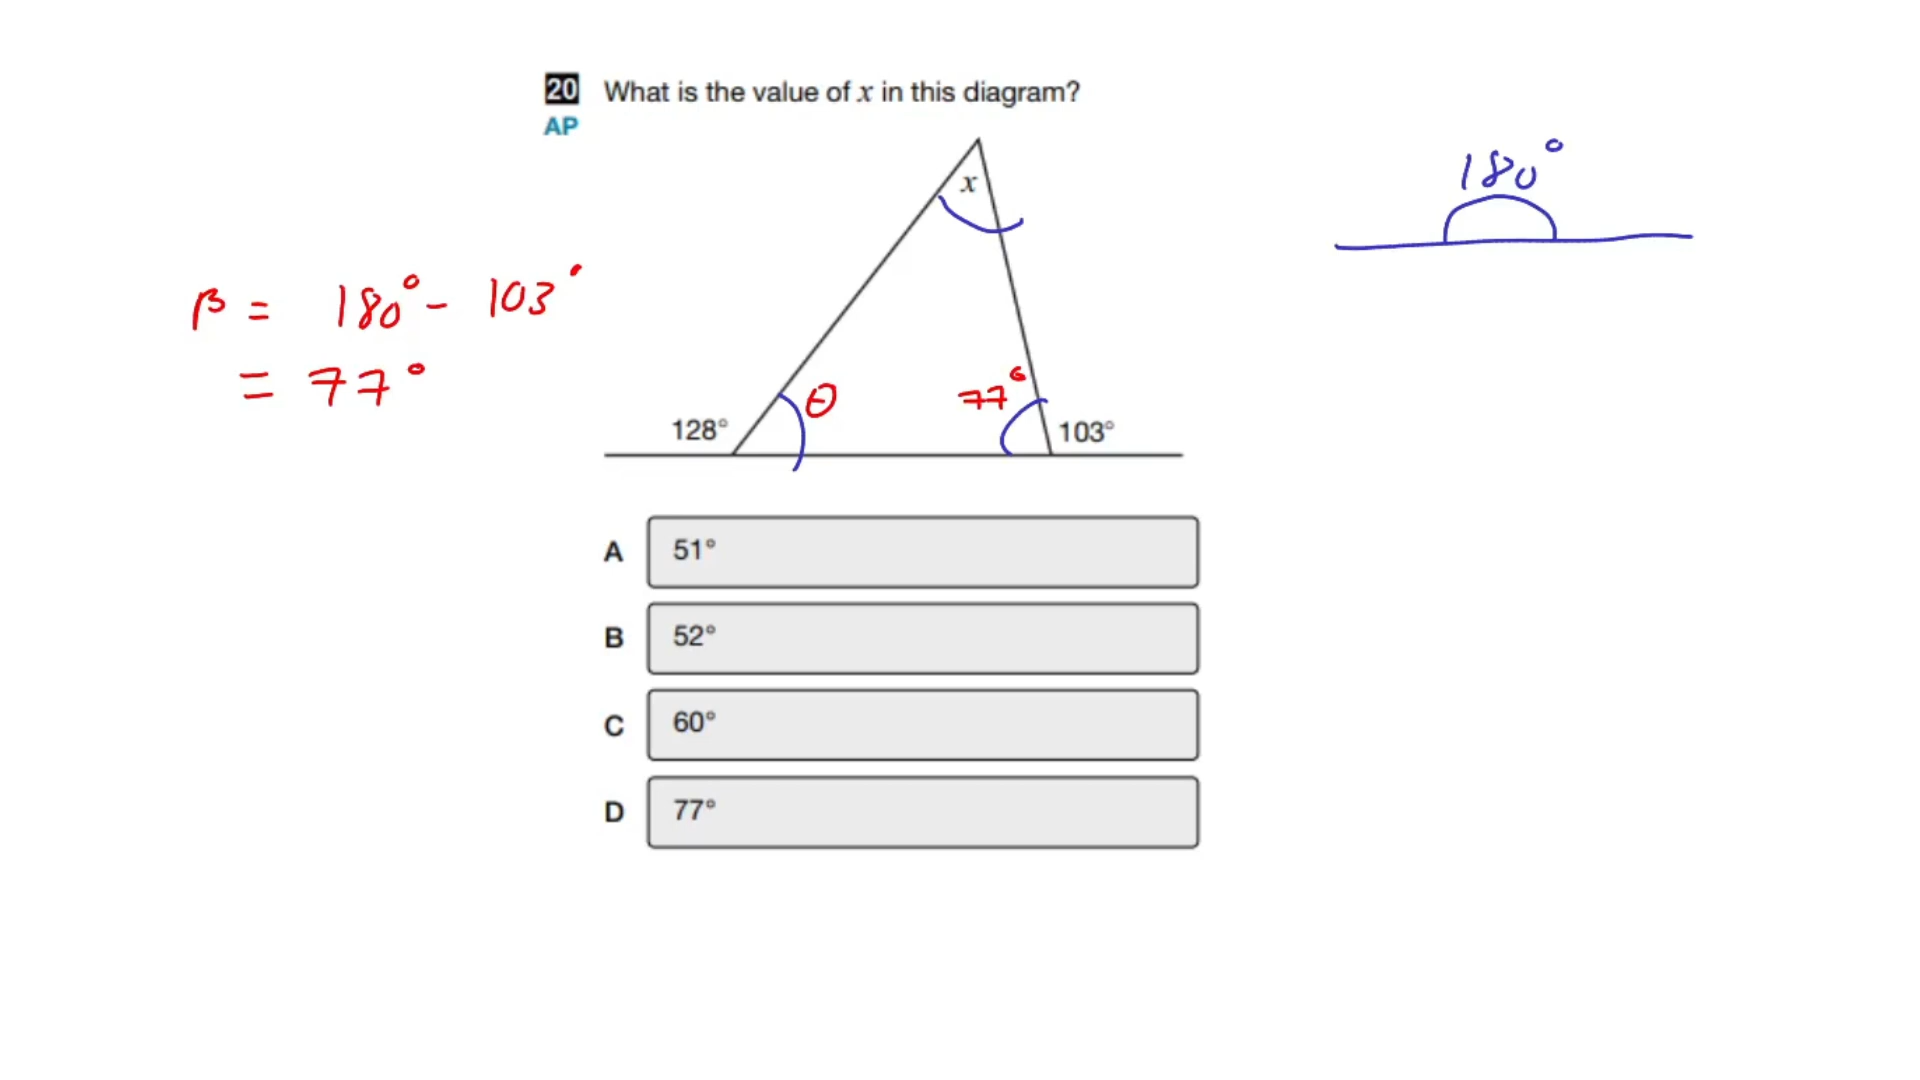 20 What is the value of x in this diagram?
AP
180°
x
β = 180° - 103°
= 77°
θ
77°
128°
103°
A 51°
B 52°
C 60°
D 77°